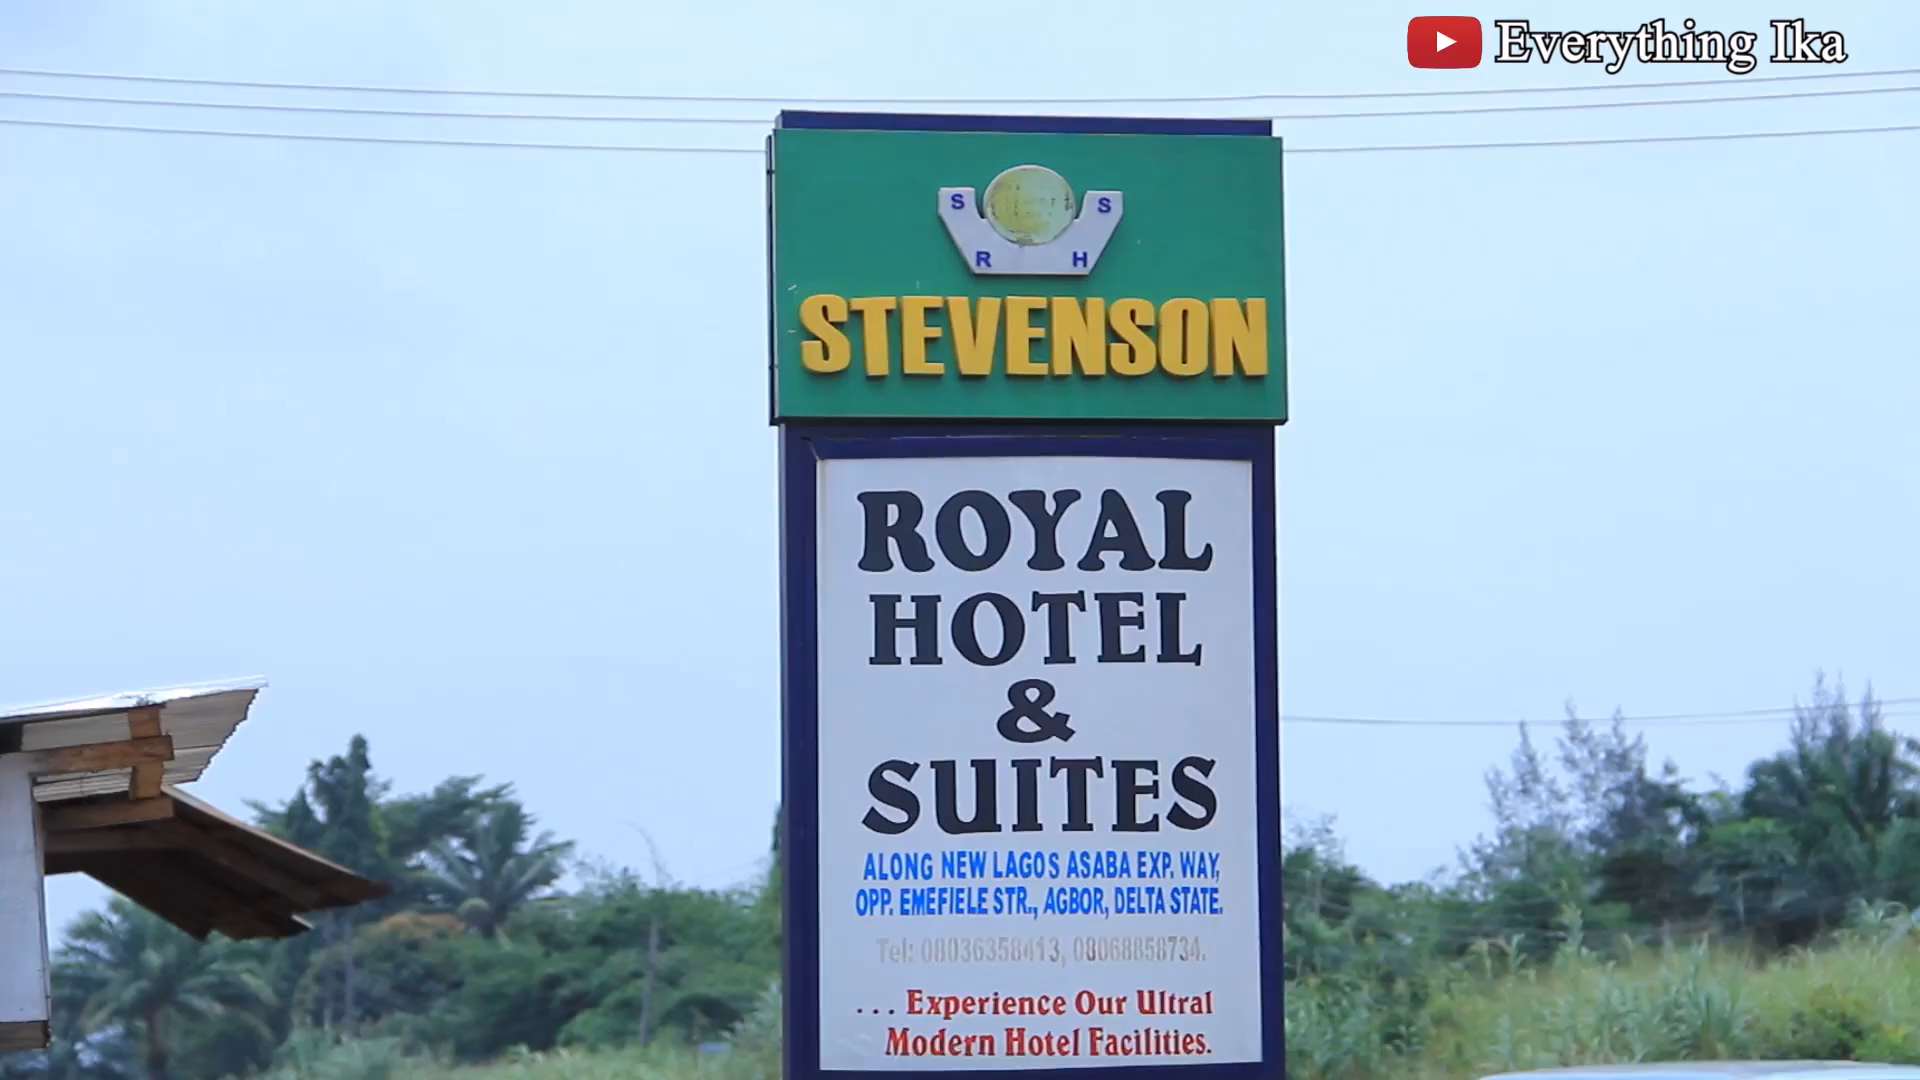 Everything Ika
S S
R H
STEVENSON
ROYAL
HOTEL
&
SUITES
ALONG NEW LAGOS ASABA EXP. WAY,
OPP. EMEFIELE STR., AGBOR, DELTA STATE.
Tel: 08036358413, 08068858734.
... Experience Our Ultral
Modern Hotel Facilities.